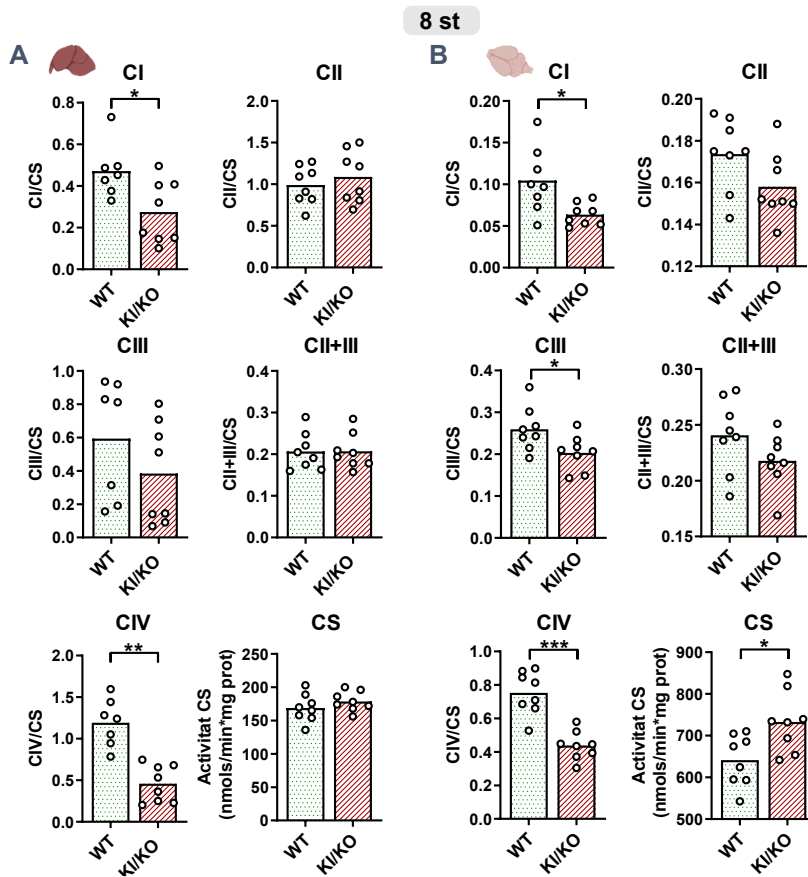 8 st
A
CI
*
CI/CS
0.8
0.6
0.4
0.2
0.0
WT
KI/KO
CII
CII/CS
2.0
1.5
1.0
0.5
0.0
WT
KI/KO
CIII
CIII/CS
1.0
0.8
0.6
0.4
0.2
0.0
WT
KI/KO
CII+III
CII+III/CS
0.4
0.3
0.2
0.1
0.0
WT
KI/KO
CIV
**
CIV/CS
2.0
1.5
1.0
0.5
0.0
WT
KI/KO
CS
Activitat CS
(nmols/min*mg prot)
250
200
150
100
50
0
WT
KI/KO
B
CI
*
CI/CS
0.20
0.15
0.10
0.05
0.00
WT
KI/KO
CII
CII/CS
0.20
0.18
0.16
0.14
0.12
WT
KI/KO
CIII
*
CIII/CS
0.4
0.3
0.2
0.1
0.0
WT
KI/KO
CII+III
CII+III/CS
0.30
0.25
0.20
0.15
WT
KI/KO
CIV
***
CIV/CS
1.0
0.8
0.6
0.4
0.2
0.0
WT
KI/KO
CS
*
Activitat CS
(nmols/min*mg prot)
900
800
700
600
500
WT
KI/KO